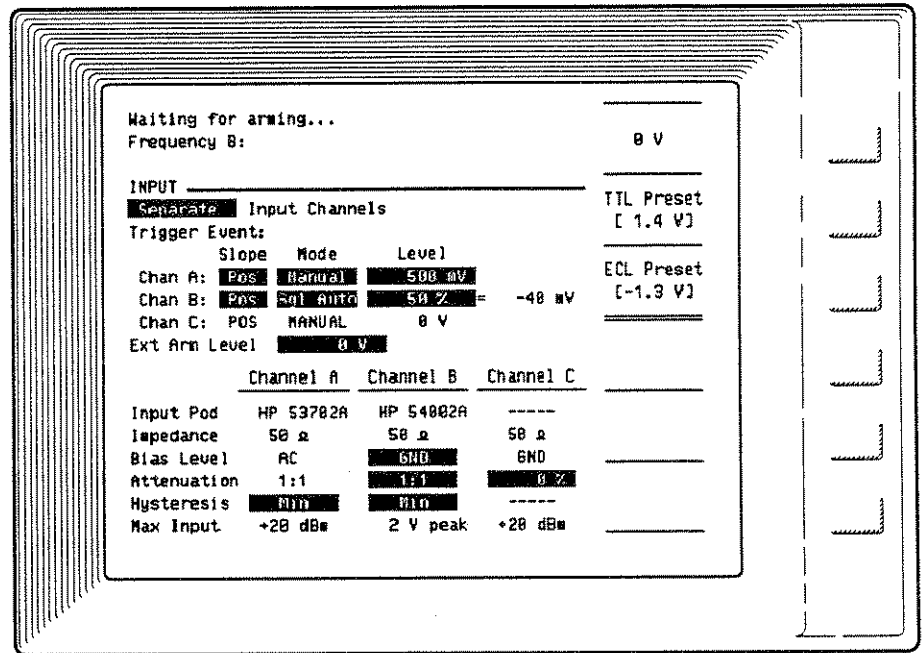 Waiting for arming...
Frequency B:
0 V
INPUT
Separate Input Channels
TTL Preset
[ 1.4 V]
Trigger Event:
Slope Mode Level
ECL Preset
[-1.3 V]
Chan A: Pos Manual 500 mV
Chan B: Pos Sgl Auto 50 % = -40 mV
Chan C: POS MANUAL 0 V
Ext Arm Level 0 V
Channel A Channel B Channel C
Input Pod HP 53702A HP 54002A -----
Impedance 50 Ω 50 Ω 50 Ω
Bias Level AC GND GND
Attenuation 1:1 1:1 0 %
Hysteresis Min Min -----
Max Input +20 dBm 2 V peak +20 dBm